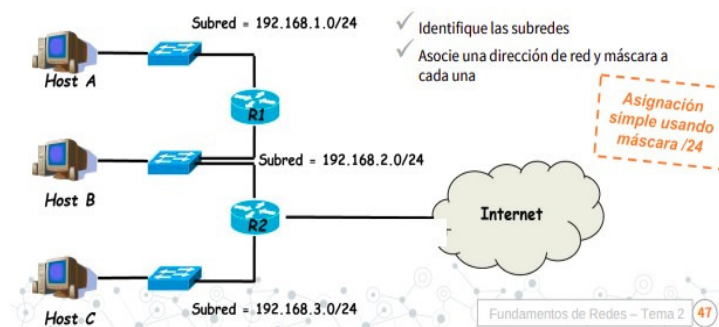 Subred = 192.168.1.0/24
✓ Identifique las subredes
✓ Asocie una dirección de red y máscara a
cada una
Asignación
simple usando
máscara /24
Host A
R1
Subred = 192.168.2.0/24
Host B
R2
Internet
Host C
Subred = 192.168.3.0/24
Fundamentos de Redes – Tema 2
47